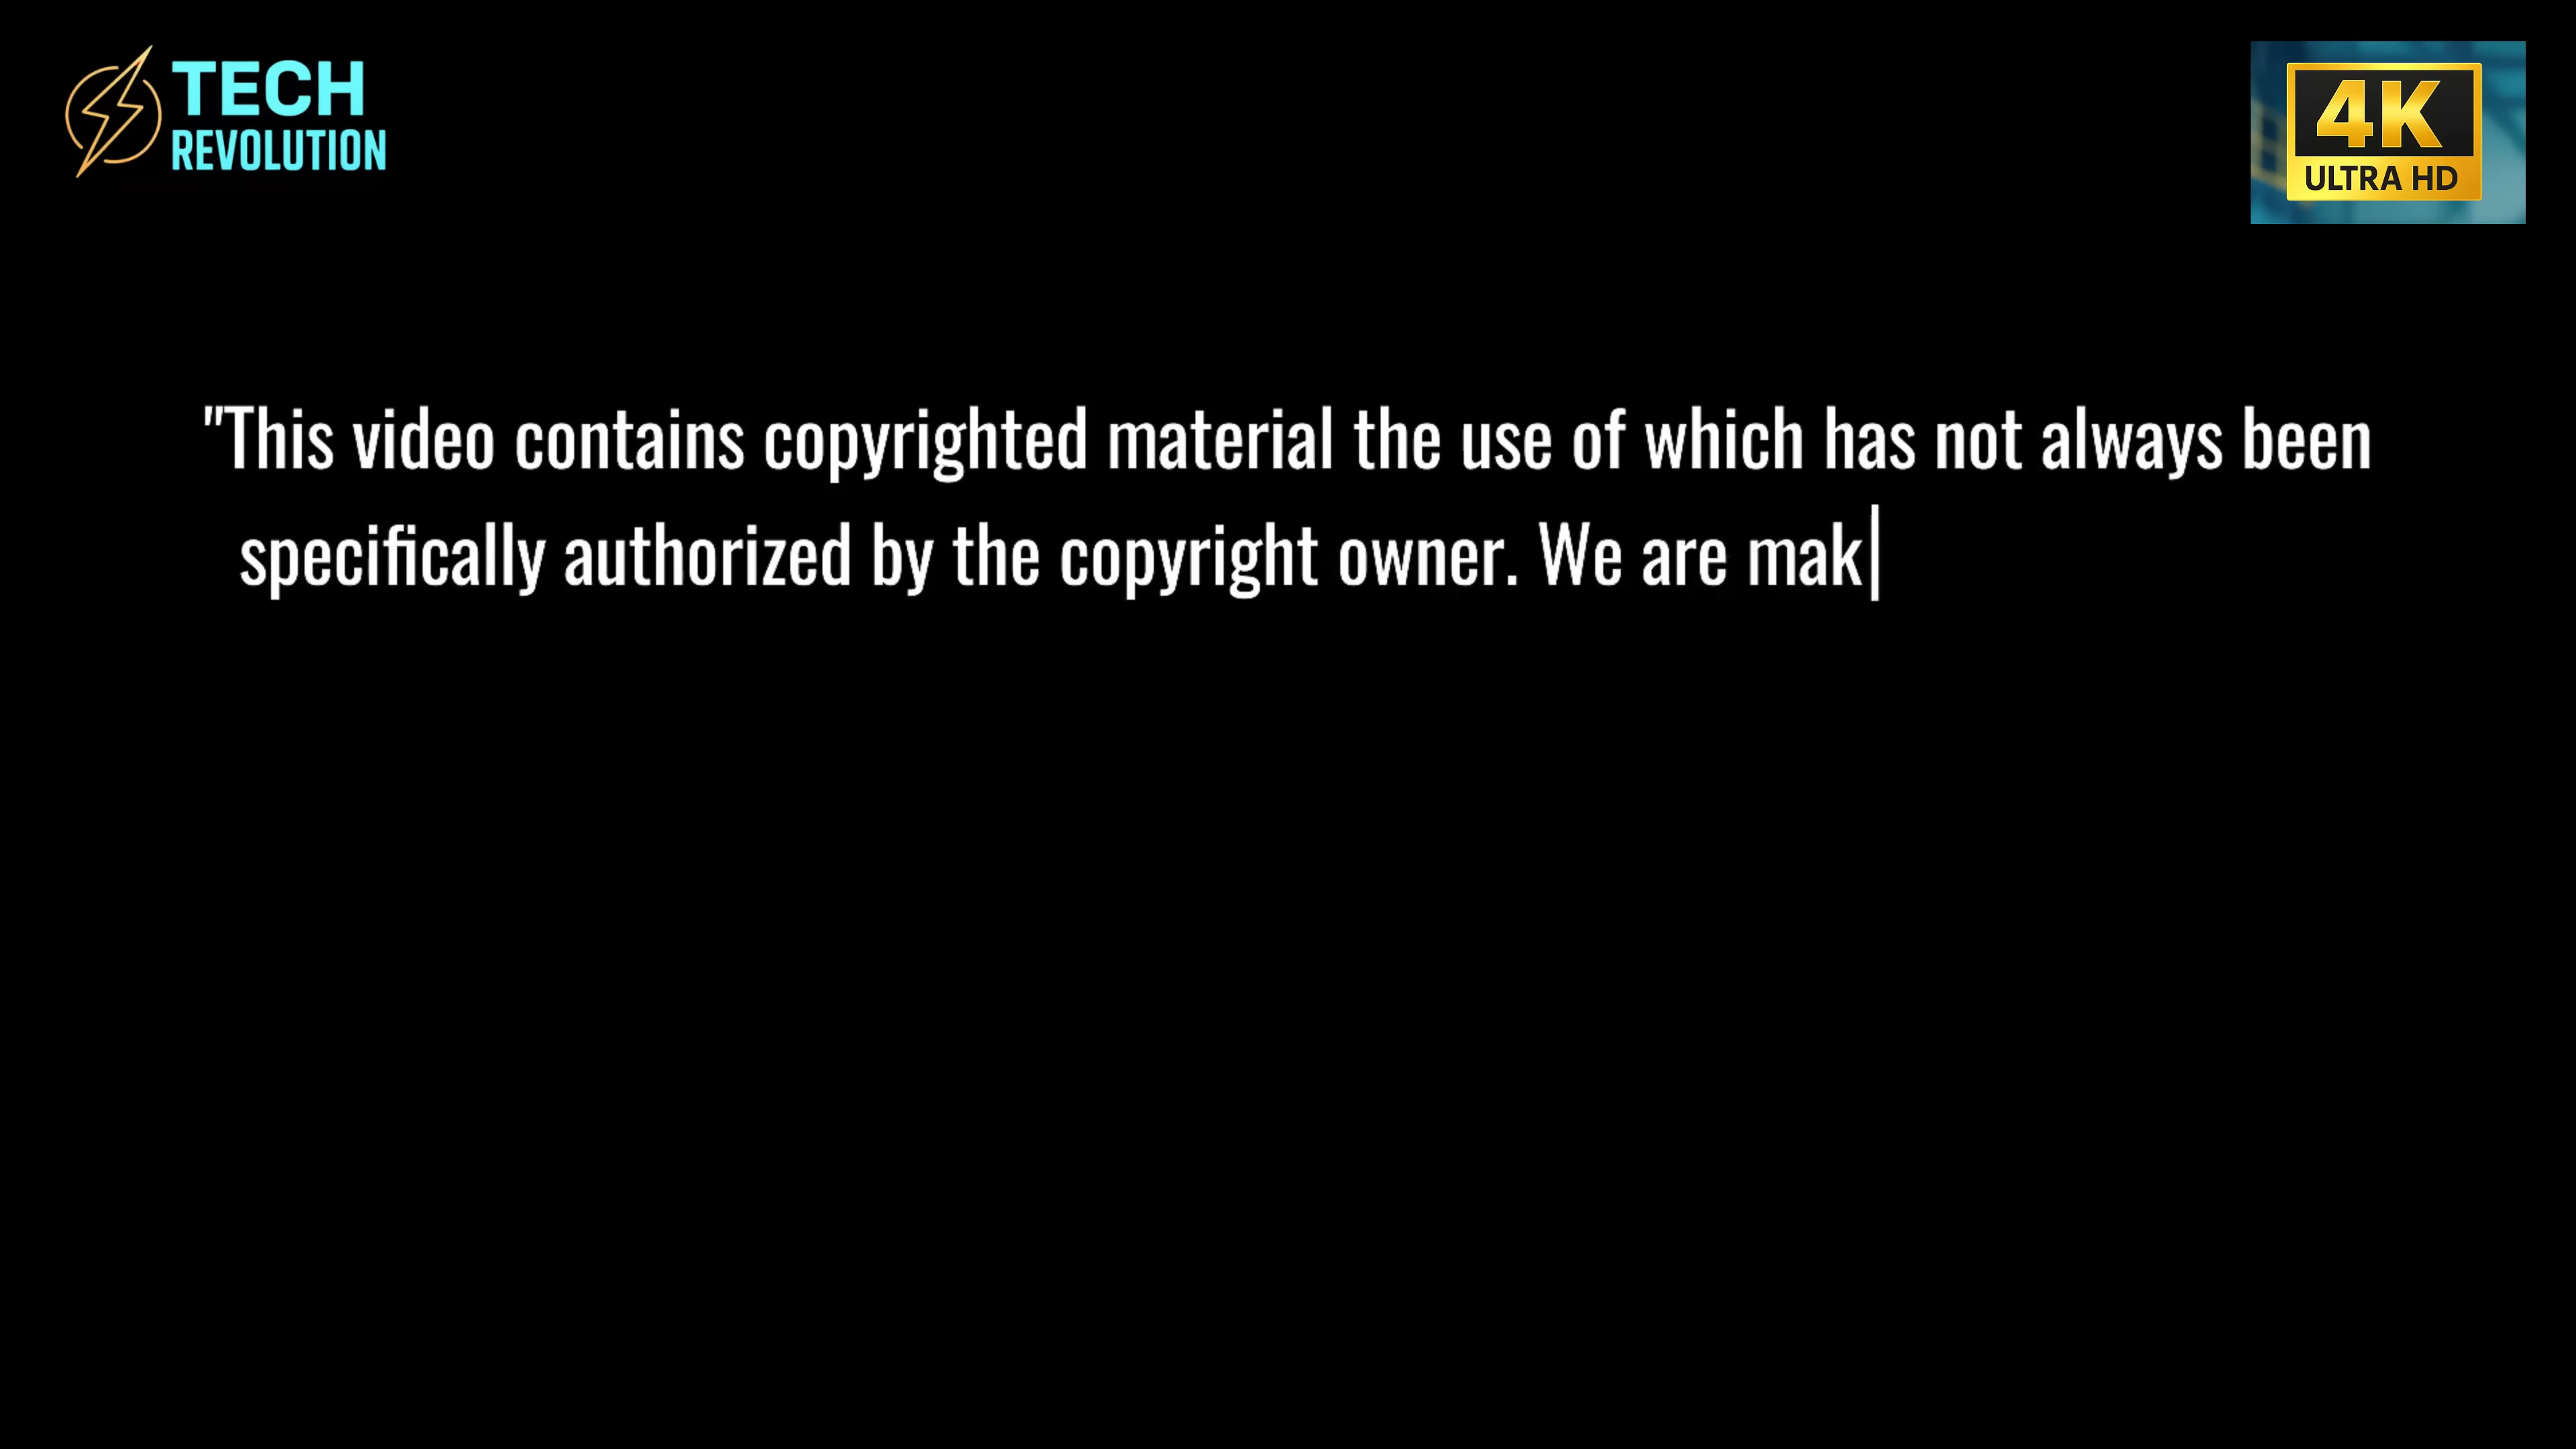 TECH
REVOLUTION
4K
ULTRA HD
"This video contains copyrighted material the use of which has not always been
specifically authorized by the copyright owner. We are mak